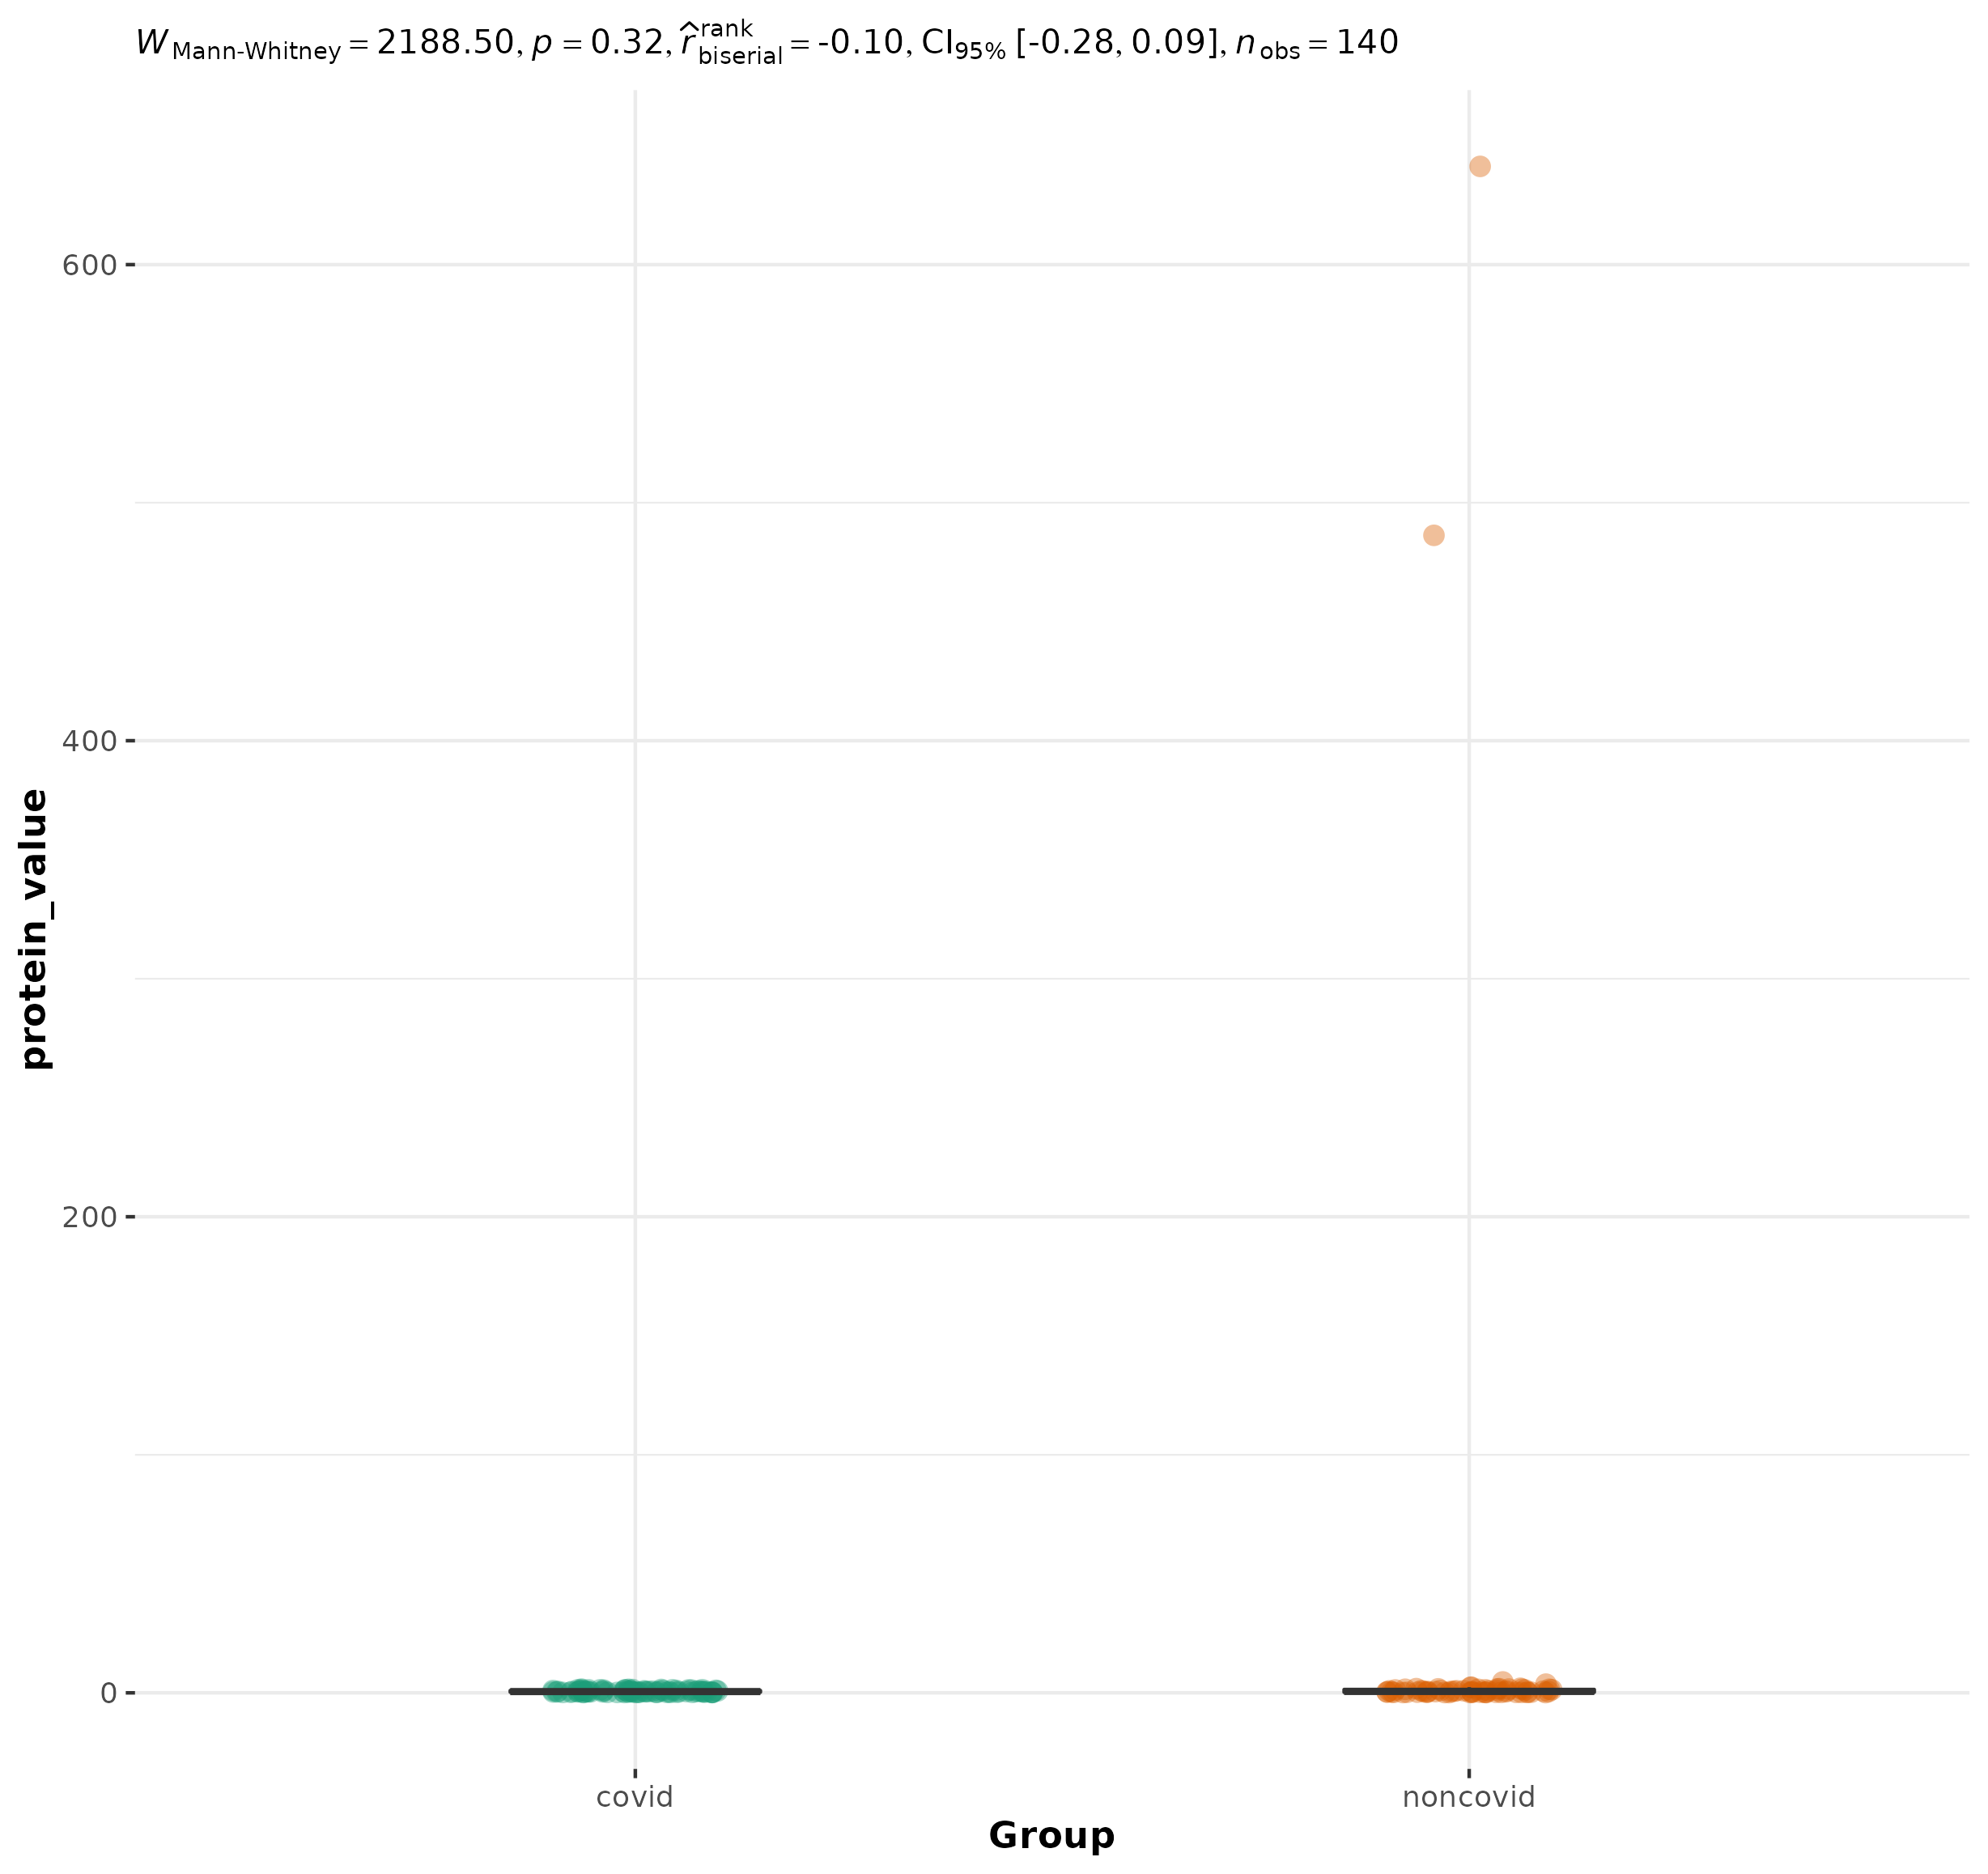 W Mann-Whitney = 2188.50, p = 0.32, r̂ rank biserial = -0.10, CI95% [-0.28, 0.09], n obs = 140
600
400
200
0
protein_value
covid noncovid
Group